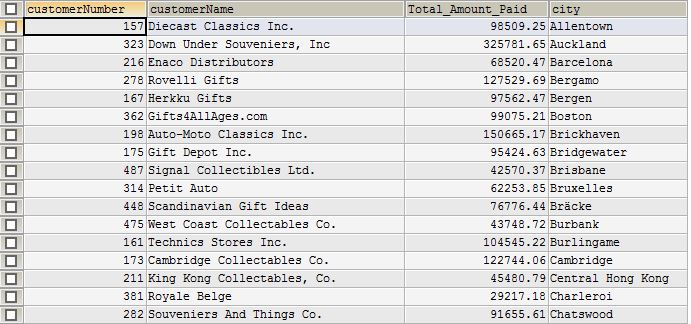 customerNumber customerName Total_Amount_Paid city
157 Diecast Classics Inc. 98509.25 Allentown
323 Down Under Souveniers, Inc 325781.65 Auckland
216 Enaco Distributors 68520.47 Barcelona
278 Rovelli Gifts 127529.69 Bergamo
167 Herkku Gifts 97562.47 Bergen
362 Gifts4AllAges.com 99075.21 Boston
198 Auto-Moto Classics Inc. 150665.17 Brickhaven
175 Gift Depot Inc. 95424.63 Bridgewater
487 Signal Collectibles Ltd. 42570.37 Brisbane
314 Petit Auto 62253.85 Bruxelles
448 Scandinavian Gift Ideas 76776.44 Bräcke
475 West Coast Collectables Co. 43748.72 Burbank
161 Technics Stores Inc. 104545.22 Burlingame
173 Cambridge Collectables Co. 122744.06 Cambridge
211 King Kong Collectables, Co. 45480.79 Central Hong Kong
381 Royale Belge 29217.18 Charleroi
282 Souveniers And Things Co. 91655.61 Chatswood